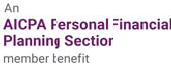 An
AICPA Personal Financial
Planning Section
member benefit